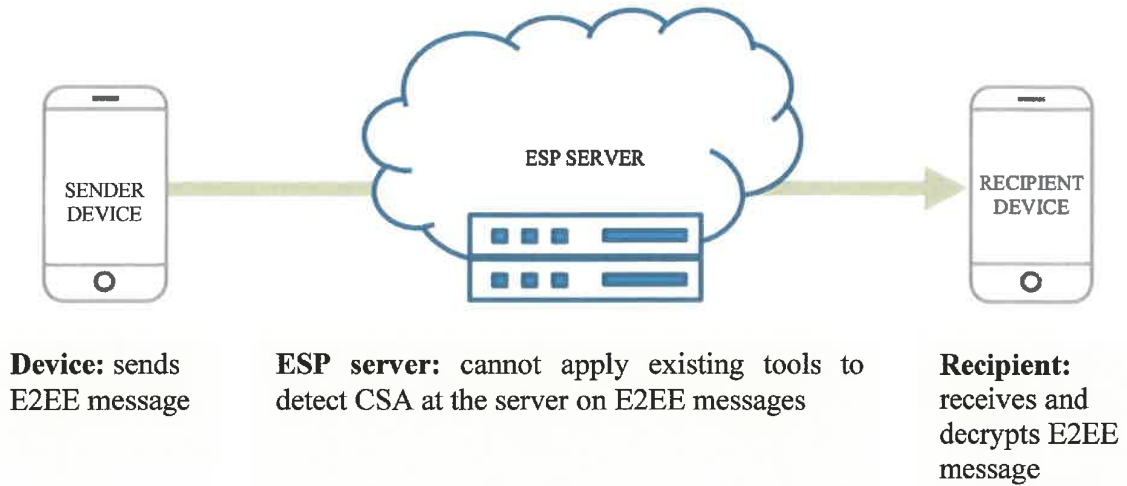 SENDER
DEVICE
ESP SERVER
RECIPIENT
DEVICE
Device: sends
E2EE message
ESP server: cannot apply existing tools to
detect CSA at the server on E2EE messages
Recipient:
receives and
decrypts E2EE
message